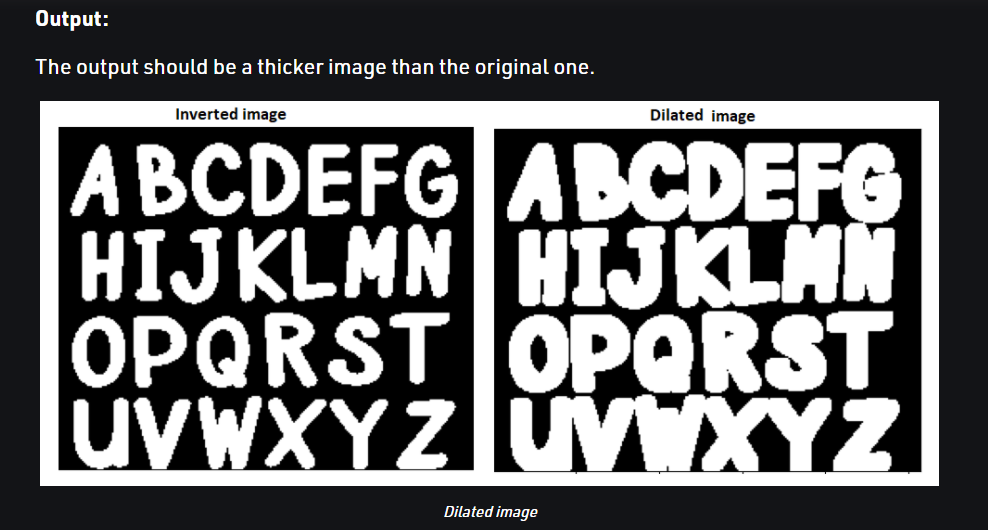 Output:
The output should be a thicker image than the original one.
Inverted image
Dilated image
ABCDEFG
ABCDEFG
HIJKLMN
HIJKLMN
OPQRST
OPQRST
UVWXYZ
UVWXYZ
Dilated image